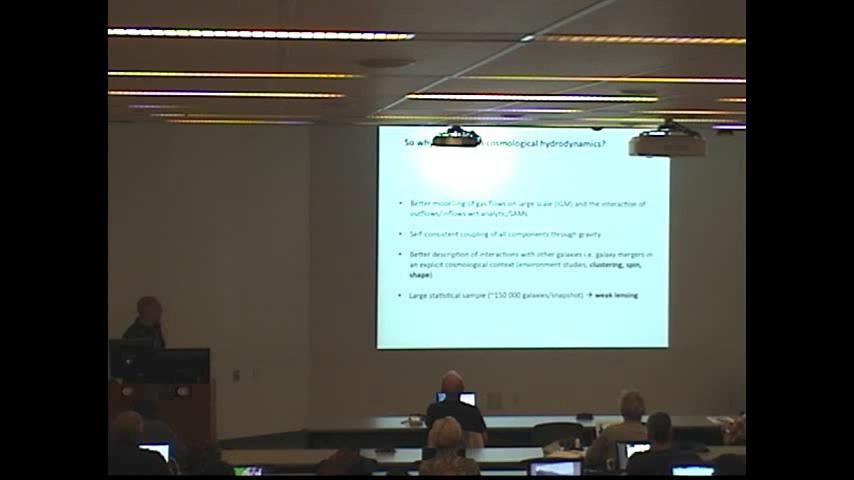 So why cosmological hydrodynamics?
• Better modelling of gas flows on large scale (IGM) and the interaction of
outflows/inflows wrt analytic/SAMs
• Self-consistent coupling of all components through gravity
• Better description of interactions with other galaxies i.e. galaxy mergers in
an explicit cosmological context (environment studies, clustering, spin,
shape)
• Large statistical sample (~150 000 galaxies/snapshot) → weak lensing